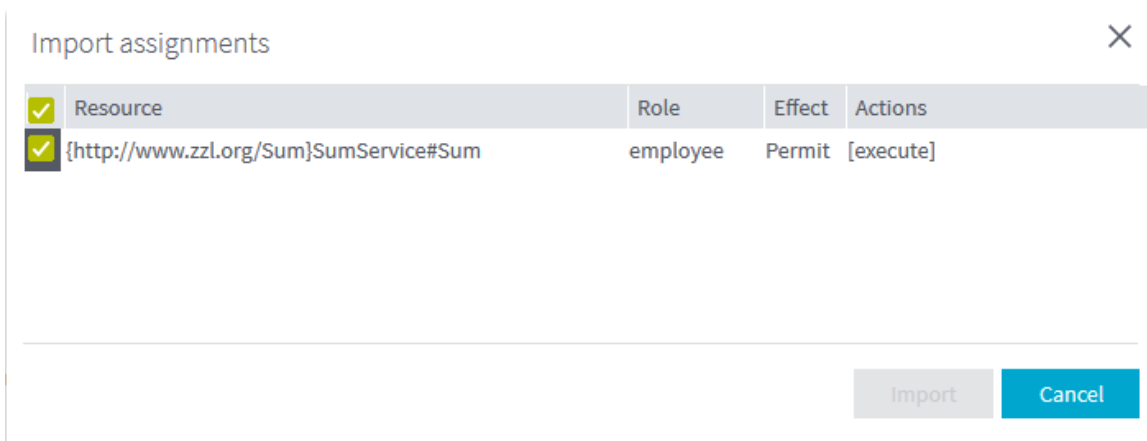 Import assignments
Resource Role Effect Actions
{http://www.zzl.org/Sum}SumService#Sum employee Permit [execute]
Import Cancel